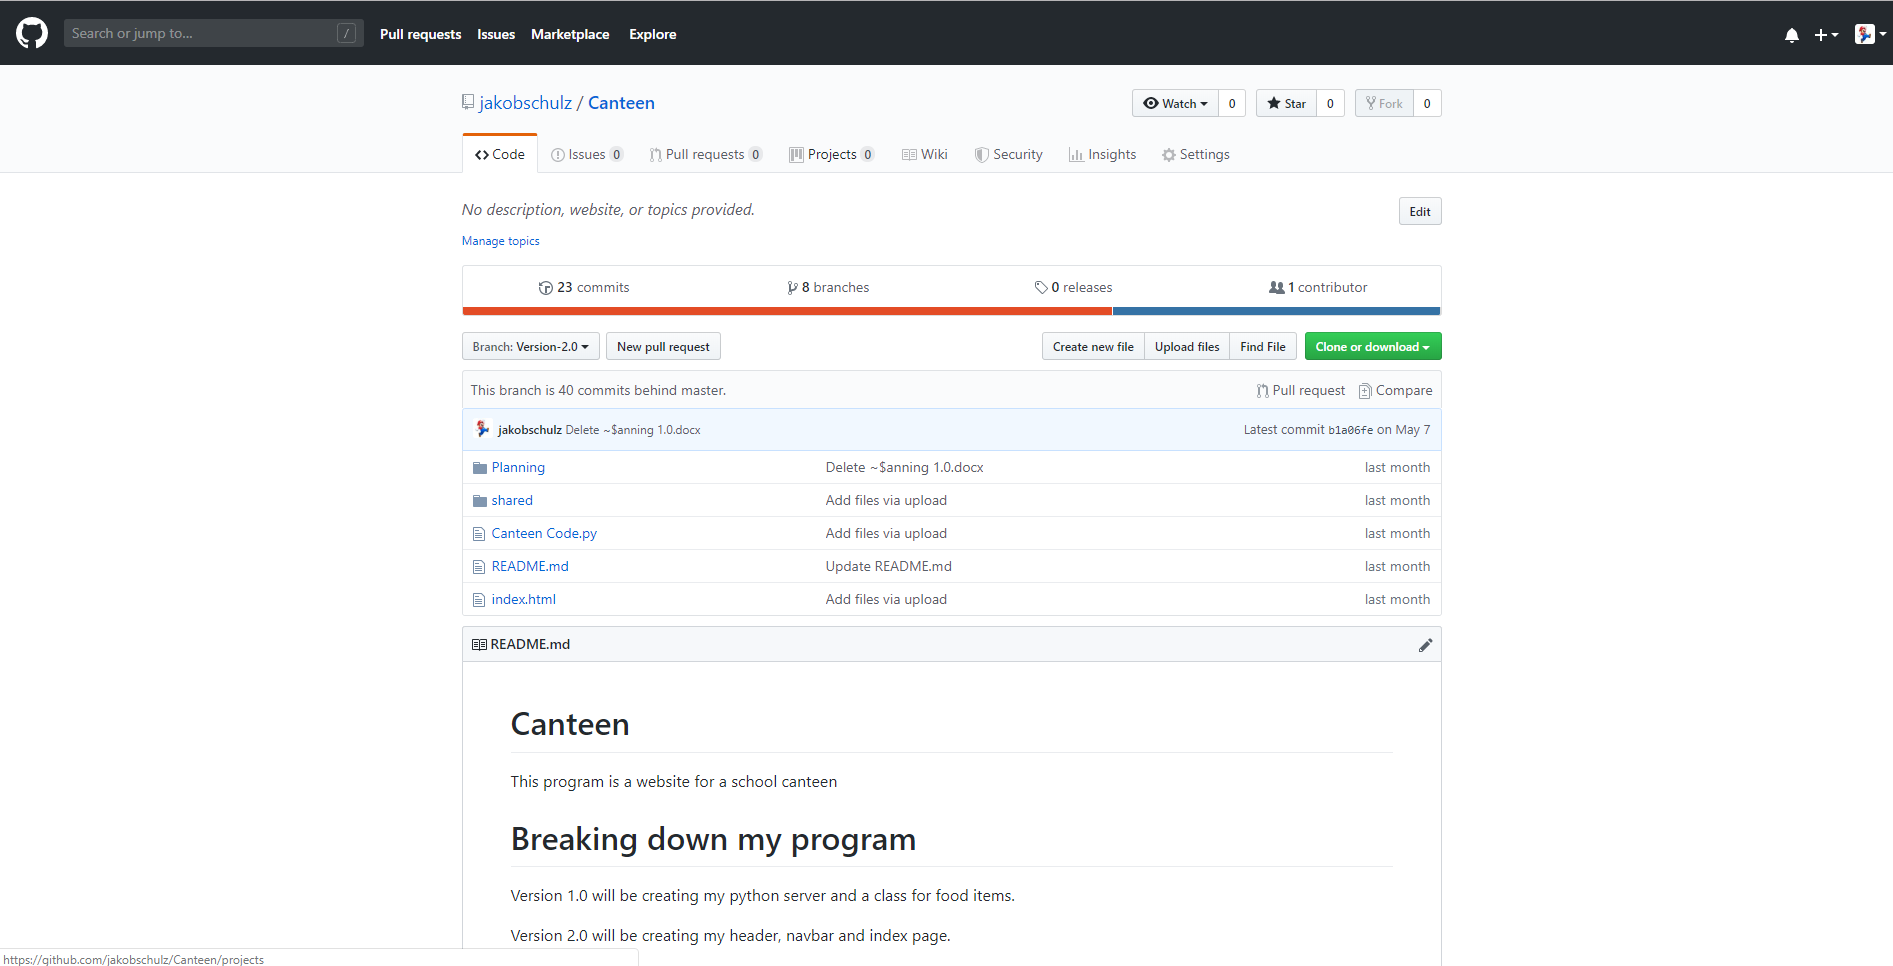 Search or jump to... / Pull requests Issues Marketplace Explore
jakobschulz / Canteen Watch 0 Star 0 Fork 0
Code Issues 0 Pull requests 0 Projects 0 Wiki Security Insights Settings
No description, website, or topics provided. Edit
Manage topics
23 commits 8 branches 0 releases 1 contributor
Branch: Version-2.0 New pull request Create new file Upload files Find File Clone or download
This branch is 40 commits behind master. Pull request Compare
jakobschulz Delete ~$anning 1.0.docx Latest commit b1a06fe on May 7
Planning Delete ~$anning 1.0.docx last month
shared Add files via upload last month
Canteen Code.py Add files via upload last month
README.md Update README.md last month
index.html Add files via upload last month
README.md
Canteen
This program is a website for a school canteen
Breaking down my program
Version 1.0 will be creating my python server and a class for food items.
Version 2.0 will be creating my header, navbar and index page.
https://github.com/jakobschulz/Canteen/projects